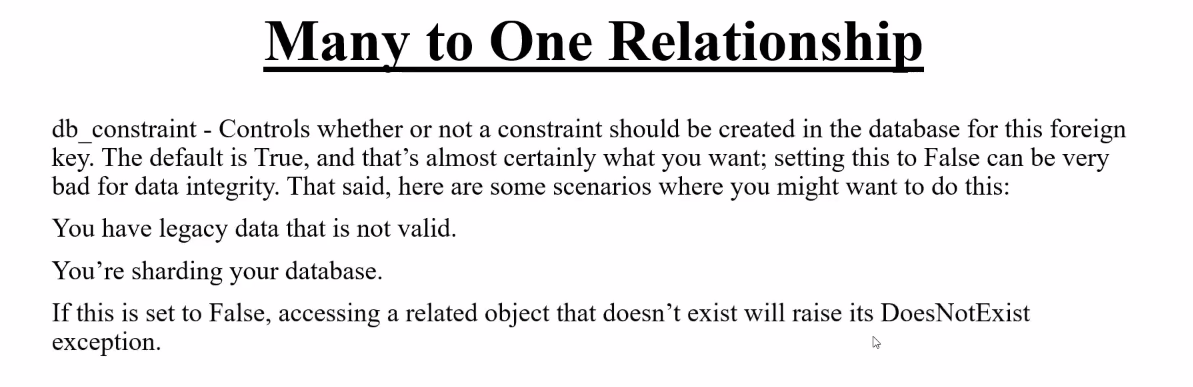 Many to One Relationship
db_constraint - Controls whether or not a constraint should be created in the database for this foreign
key. The default is True, and that’s almost certainly what you want; setting this to False can be very
bad for data integrity. That said, here are some scenarios where you might want to do this:
You have legacy data that is not valid.
You’re sharding your database.
If this is set to False, accessing a related object that doesn’t exist will raise its DoesNotExist
exception.